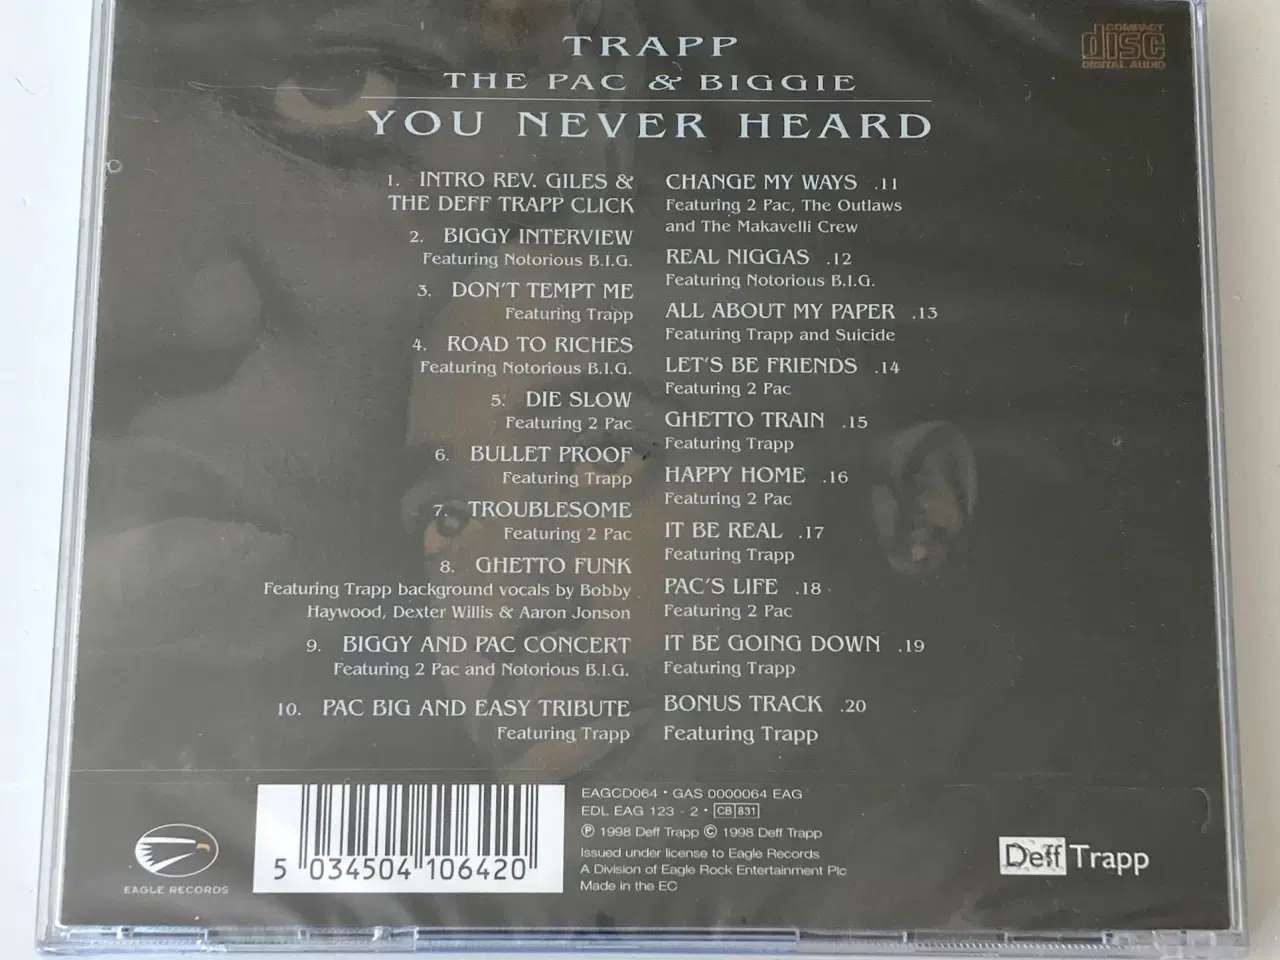 COMPACT
disc
DIGITAL AUDIO
TRAPP
THE PAC & BIGGIE
YOU NEVER HEARD
1. INTRO REV. GILES &
THE DEFF TRAPP CLICK
2. BIGGY INTERVIEW
Featuring Notorious B.I.G.
3. DON'T TEMPT ME
Featuring Trapp
4. ROAD TO RICHES
Featuring Notorious B.I.G.
5. DIE SLOW
Featuring 2 Pac
6. BULLET PROOF
Featuring Trapp
7. TROUBLESOME
Featuring 2 Pac
8. GHETTO FUNK
Featuring Trapp background vocals by Bobby
Haywood, Dexter Willis & Aaron Jonson
9. BIGGY AND PAC CONCERT
Featuring 2 Pac and Notorious B.I.G.
10. PAC BIG AND EASY TRIBUTE
Featuring Trapp
CHANGE MY WAYS .11
Featuring 2 Pac, The Outlaws
and The Makavelli Crew
REAL NIGGAS .12
Featuring Notorious B.I.G.
ALL ABOUT MY PAPER .13
Featuring Trapp and Suicide
LET'S BE FRIENDS .14
Featuring 2 Pac
GHETTO TRAIN .15
Featuring Trapp
HAPPY HOME .16
Featuring 2 Pac
IT BE REAL .17
Featuring Trapp
PAC'S LIFE .18
Featuring 2 Pac
IT BE GOING DOWN .19
Featuring Trapp
BONUS TRACK .20
Featuring Trapp
EAGLE RECORDS
5 034504 106420
EAGCD064 • GAS 0000064 EAG
EDL EAG 123 - 2 • CB 831
℗ 1998 Deff Trapp © 1998 Deff Trapp
Issued under license to Eagle Records
A Division of Eagle Rock Entertainment Plc
Made in the EC
Deff Trapp